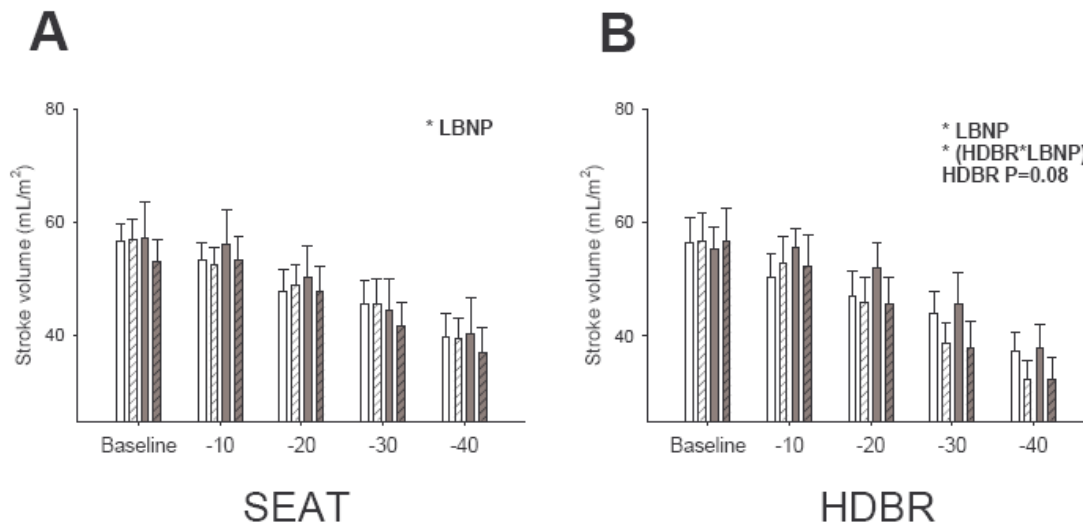 A
80
60
40
Stroke volume (mL/m²)
* LBNP
Baseline -10 -20 -30 -40
SEAT
B
80
60
40
Stroke volume (mL/m²)
* LBNP
* (HDBR*LBNP)
HDBR P=0.08
Baseline -10 -20 -30 -40
HDBR